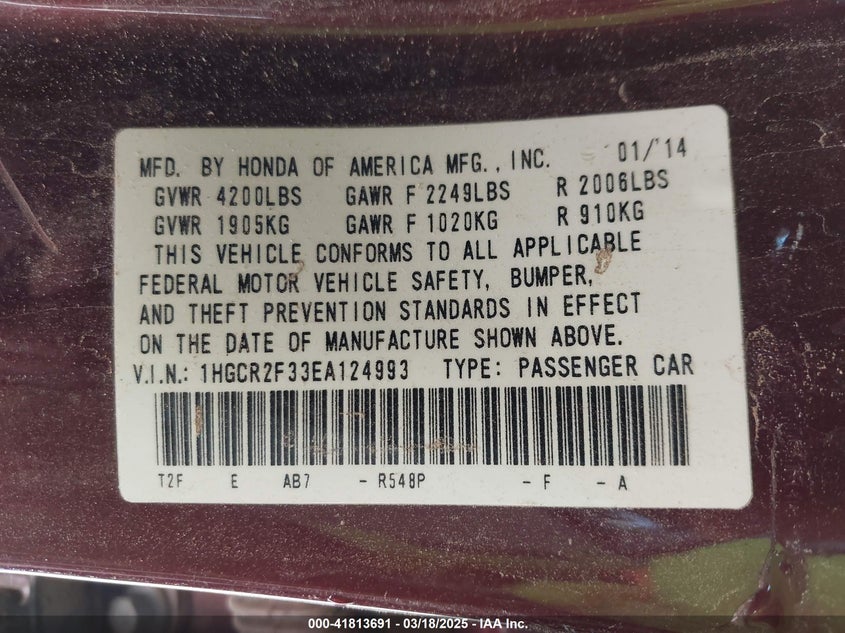 MFD. BY HONDA OF AMERICA MFG., INC. 01/14
GVWR 4200LBS GAWR F 2249LBS R 2006LBS
GVWR 1905KG GAWR F 1020KG R 910KG
THIS VEHICLE CONFORMS TO ALL APPLICABLE
FEDERAL MOTOR VEHICLE SAFETY, BUMPER,
AND THEFT PREVENTION STANDARDS IN EFFECT
ON THE DATE OF MANUFACTURE SHOWN ABOVE.
V.I.N.: 1HGCR2F33EA124993 TYPE: PASSENGER CAR
T2F E AB7 - R548P - F - A
000-41813691 | 03/18/2025 - IAA Inc.